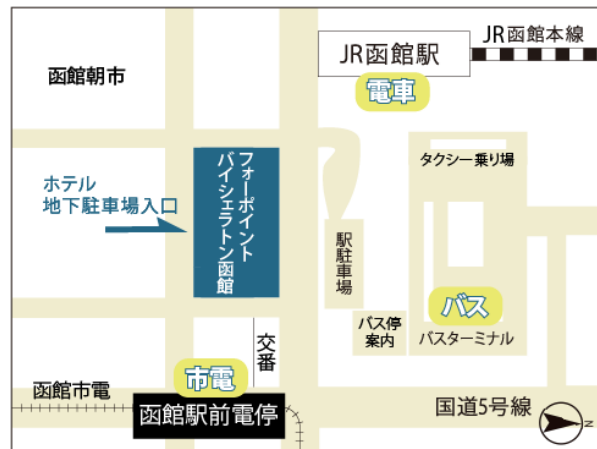 JR函館本線
JR函館駅
電車
函館朝市
タクシー乗り場
ホテル
地下駐車場入口
フォーポイント
バイシェラトン函館
駅駐車場
バス
バスターミナル
バス停
案内
交番
市電
函館市電
函館駅前電停
国道5号線
N